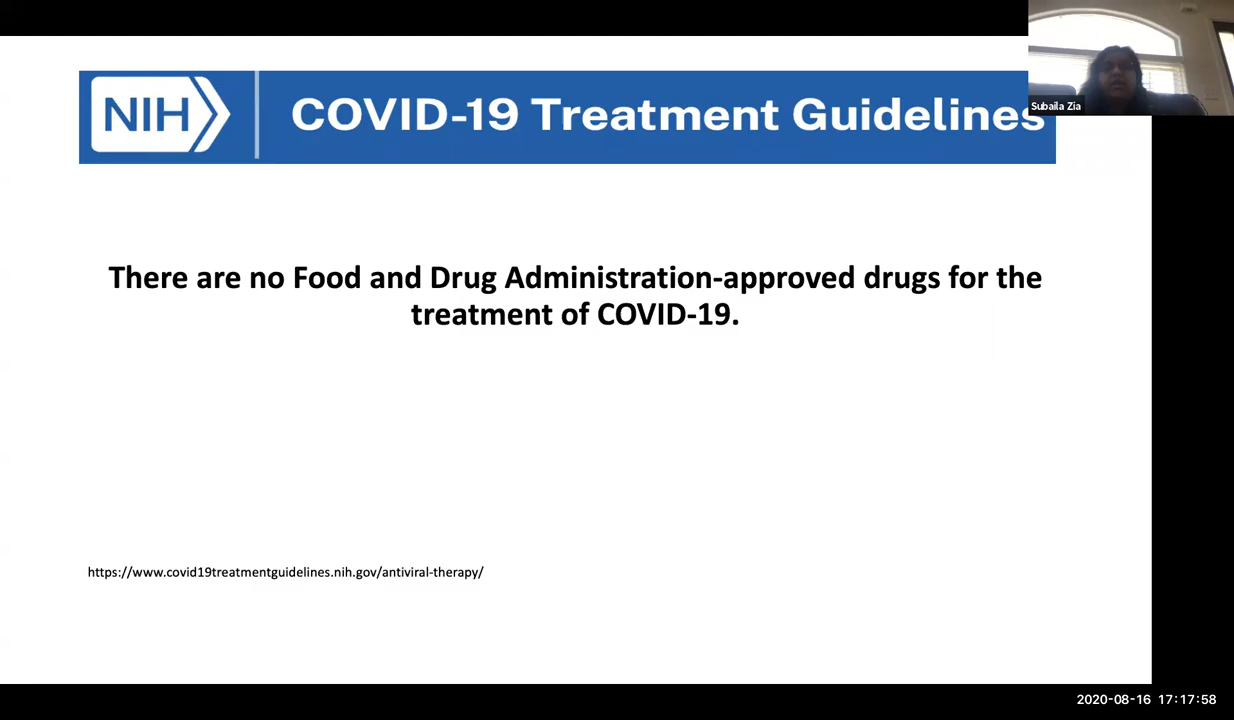 NIH
COVID-19 Treatment Guidelines
Subaila Zia
There are no Food and Drug Administration-approved drugs for the
treatment of COVID-19.
https://www.covid19treatmentguidelines.nih.gov/antiviral-therapy/
2020-08-16 17:17:58